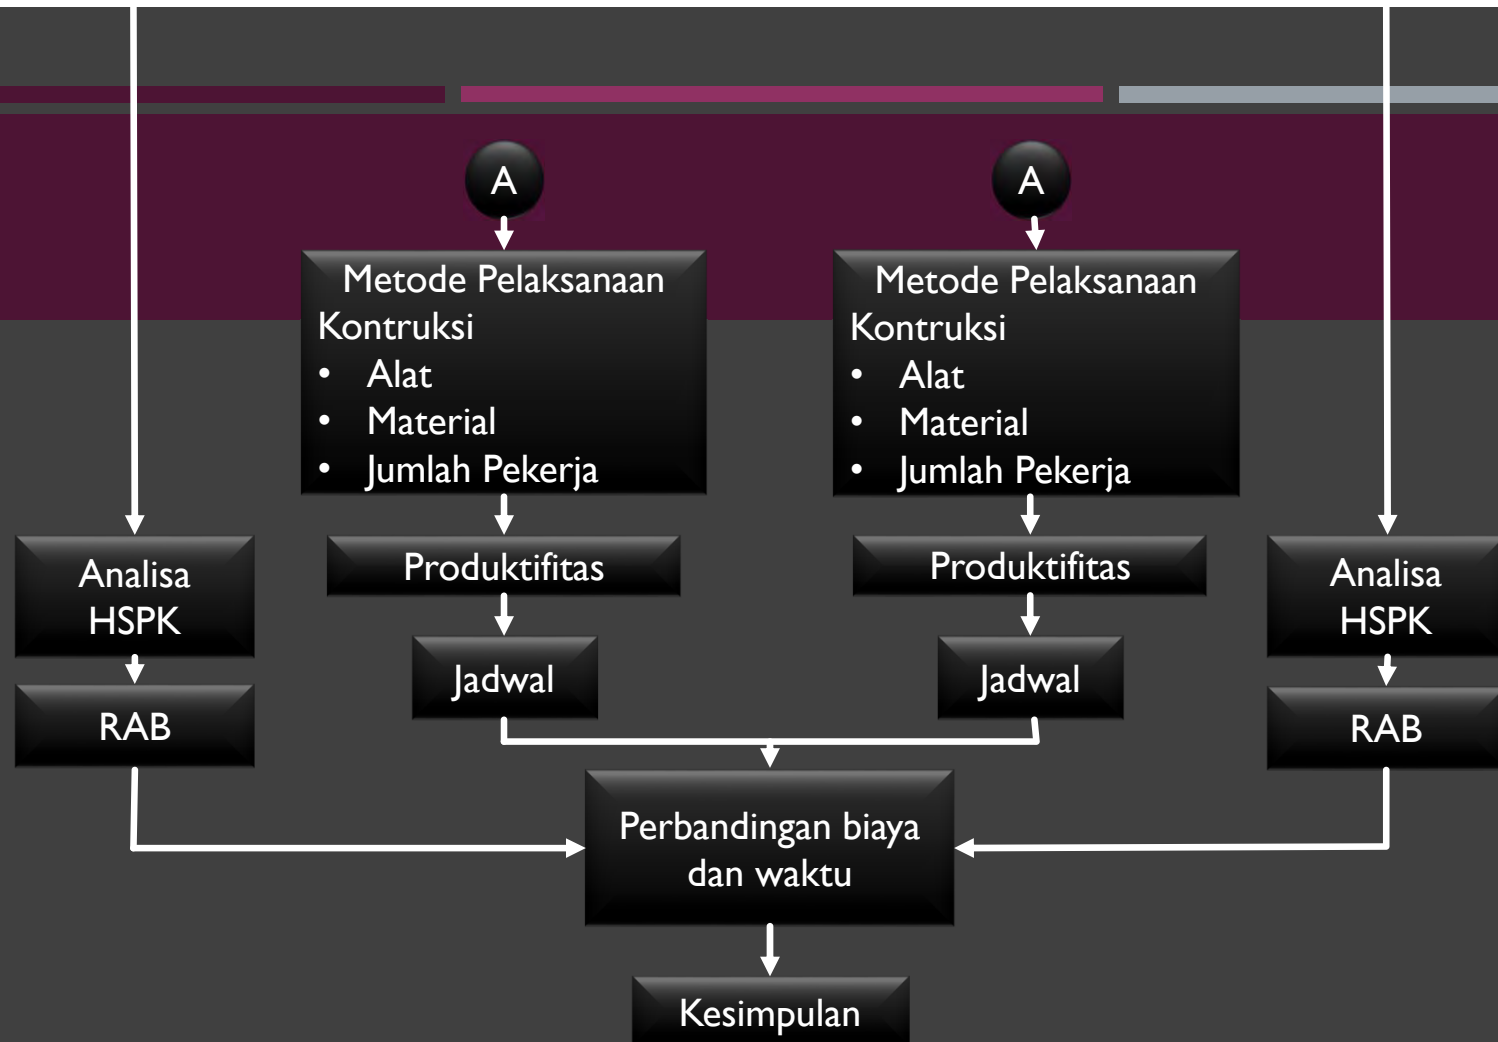 A
A
Metode Pelaksanaan
Kontruksi
• Alat
• Material
• Jumlah Pekerja
Metode Pelaksanaan
Kontruksi
• Alat
• Material
• Jumlah Pekerja
Analisa
HSPK
Produktifitas
Produktifitas
Analisa
HSPK
Jadwal
Jadwal
RAB
RAB
Perbandingan biaya
dan waktu
Kesimpulan